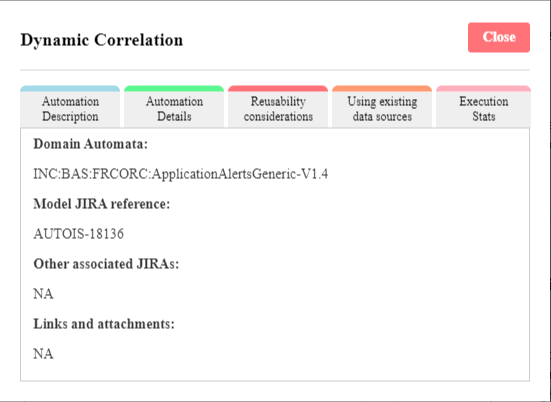 Dynamic Correlation
Close
Automation
Description
Automation
Details
Reusability
considerations
Using existing
data sources
Execution
Stats
Domain Automata:
INC:BAS:FRCORC:ApplicationAlertsGeneric-V1.4
Model JIRA reference:
AUTOIS-18136
Other associated JIRAs:
NA
Links and attachments:
NA